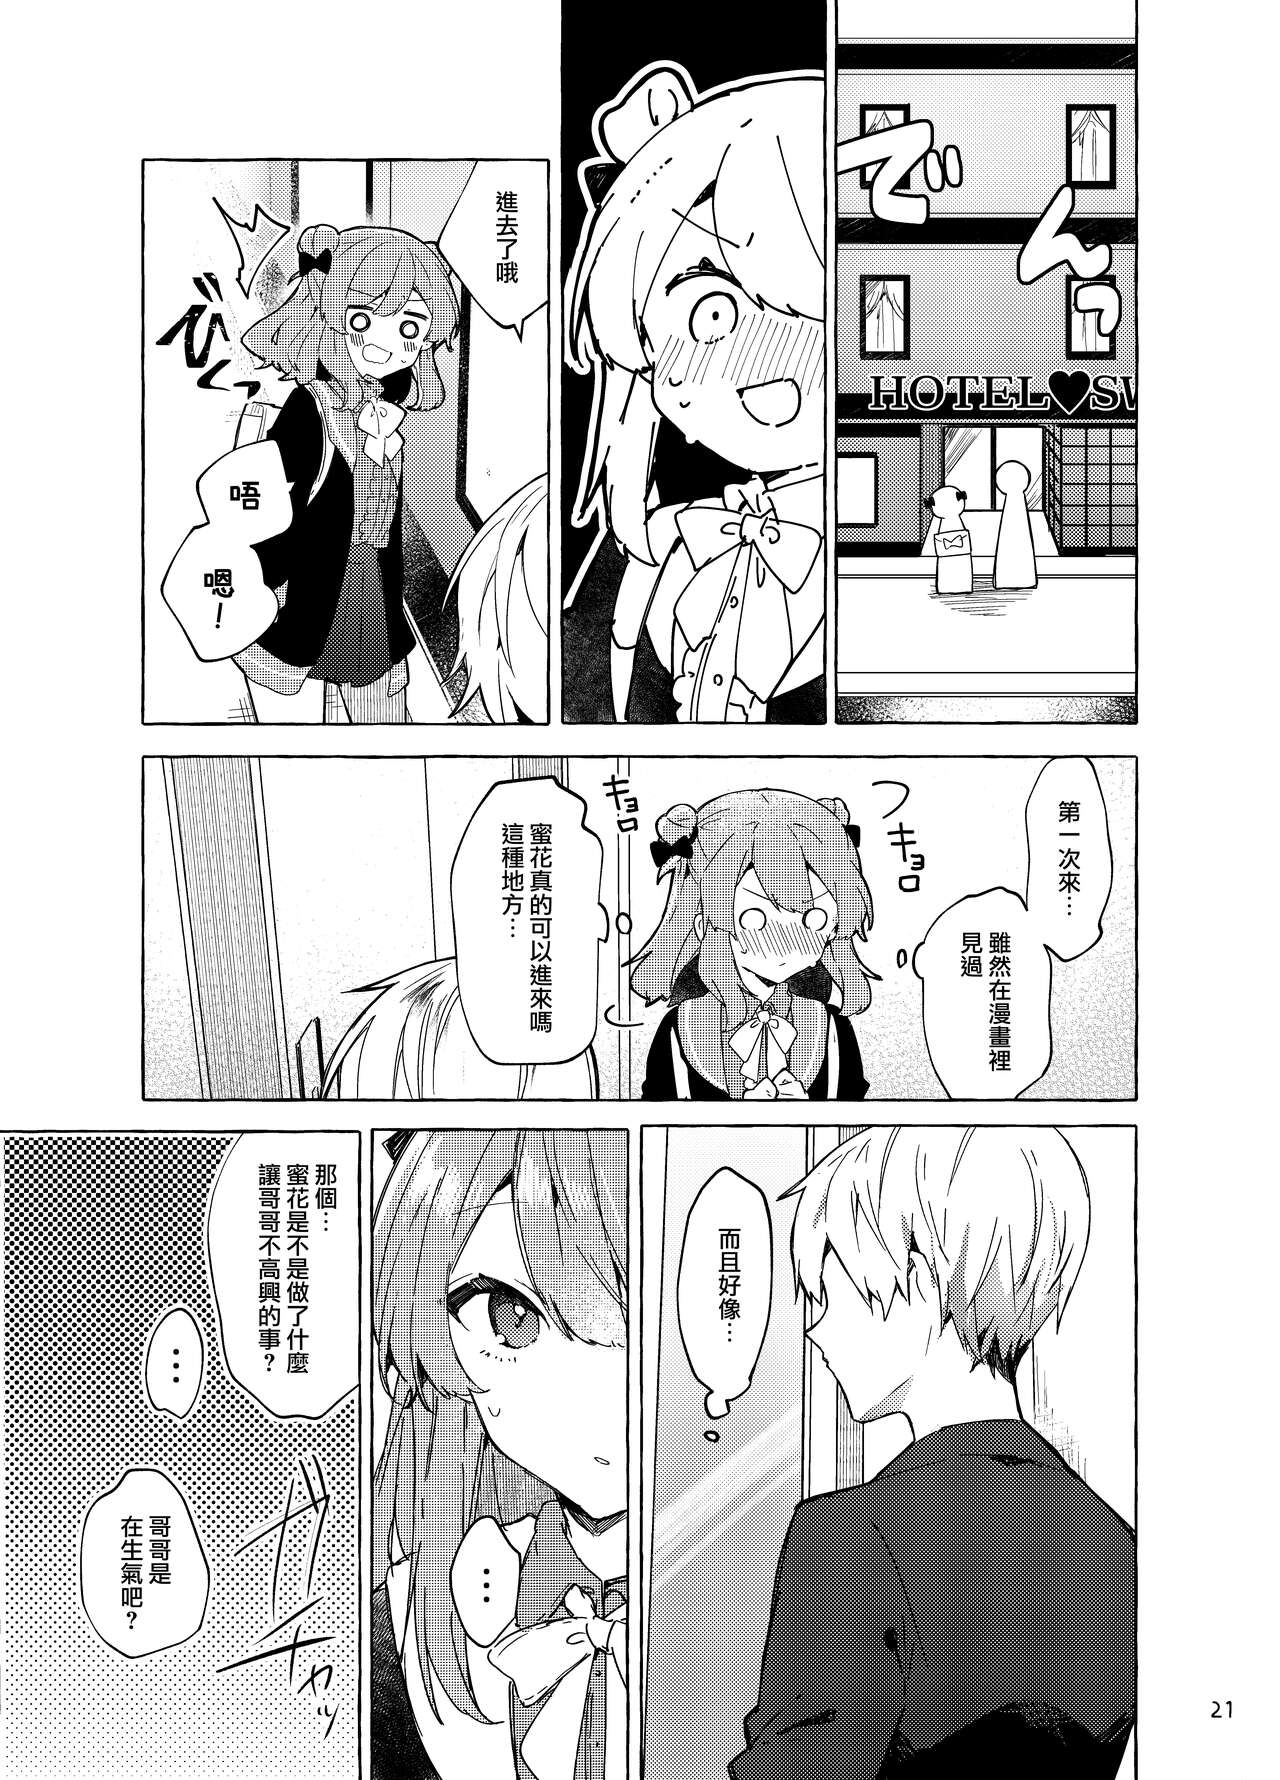 でんっ
HOTEL♥SW
進去了哦
びくっ
唔
嗯！
第一次來…
雖然在漫畫裡
見過
フキョロ
キョロ
蜜花真的可以進來嗎
這種地方…
而且好像…
…
那個…
蜜花是不是做了什麼
讓哥哥不高興的事？
…
哥哥是
在生氣吧？
ガチャッ
21